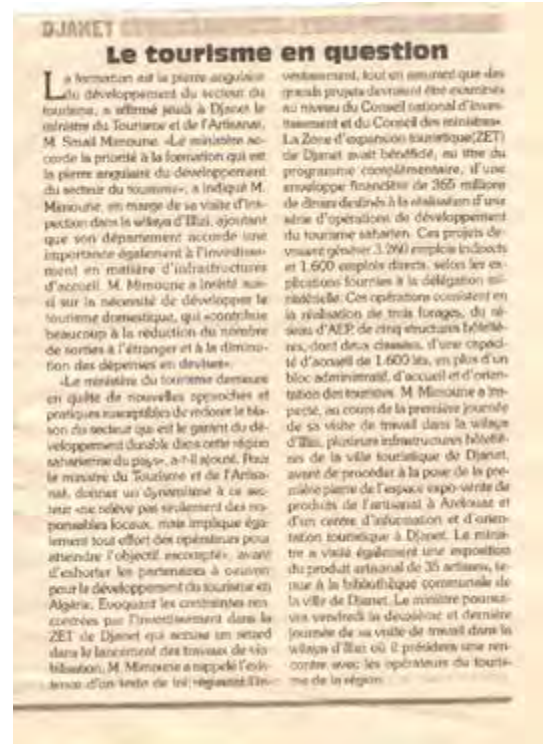 DJANET
Le tourisme en question
La formation est la pierre angulaire
du développement du secteur du
tourisme, a affirmé jeudi à Djanet le
ministre du Tourisme et de l'Artisanat,
M. Smail Mimoune. «Le ministère ac-
corde la priorité à la formation qui est
la pierre angulaire du développement
du secteur du tourisme», a indiqué M.
Mimoune, en marge de sa visite d'ins-
pection dans la wilaya d'Illizi, ajoutant
que son département accorde une
importance également à l'investisse-
ment en matière d'infrastructures
d'accueil. M. Mimoune a insisté aus-
si sur la nécessité de développer le
tourisme domestique, qui «contribue
beaucoup à la réduction du nombre
de sorties à l'étranger et à la diminu-
tion des dépenses en devises».
«Le ministère du tourisme demeure
en quête de nouvelles approches et
pratiques susceptibles de redorer le bla-
son du secteur qui est le garant du dé-
veloppement durable dans cette région
saharienne du pays», a-t-il ajouté. Pour
le ministre du Tourisme et de l'Artisa-
nat, donner un dynamisme à ce sec-
teur «ne relève pas seulement des res-
ponsables locaux, mais implique éga-
lement tout effort des opérateurs pour
atteindre l'objectif escompté», avant
d'exhorter les partenaires à oeuvrer
pour le développement du tourisme en
Algérie. Evoquant les contraintes ren-
contrées par l'investissement dans la
ZET de Djanet qui accuse un retard
dans le lancement des travaux de via-
bilisation, M. Mimoune a rappelé l'exis-
tence d'un texte de loi régissant l'in-
vestissement, tout en assurant que «les
grands projets devraient être examinés
au niveau du Conseil national d'inves-
tissement et du Conseil des ministres».
La Zone d'expansion touristique(ZET)
de Djanet avait bénéficié, au titre du
programme complémentaire, d'une
enveloppe financière de 365 millions
de dinars destinés à la réalisation d'une
série d'opérations de développement
du tourisme saharien. Ces projets de-
vraient générer 3.260 emplois indirects
et 1.600 emplois directs, selon les ex-
plications fournies à la délégation mi-
nistérielle. Ces opérations consistent en
la réalisation de trois forages, du ré-
seau d'AEP, de cinq structures hôteliè-
res, dont deux classées, d'une capaci-
té d'accueil de 1.600 lits, en plus d'un
bloc administratif, d'accueil et d'orien-
tation des touristes. M. Mimoune a ins-
pecté, au cours de la première journée
de sa visite de travail dans la wilaya
d'Illizi, plusieurs infrastructures hôteliè-
res de la ville touristique de Djanet,
avant de procéder à la pose de la pre-
mière pierre de l'espace expo-vente de
produits de l'artisanat à
d'un centre d'information et d'orien-
tation touristique à Djanet. Le minis-
tre a visité également une exposition
du produit artisanal de 35 artisans, te-
nue à la bibliothèque communale de
la ville de Djanet. Le ministre poursui-
vra vendredi la deuxième et dernière
journée de sa visite de travail dans la
wilaya d'Illizi où il présidera une ren-
contre avec les opérateurs du touris-
me de la région.